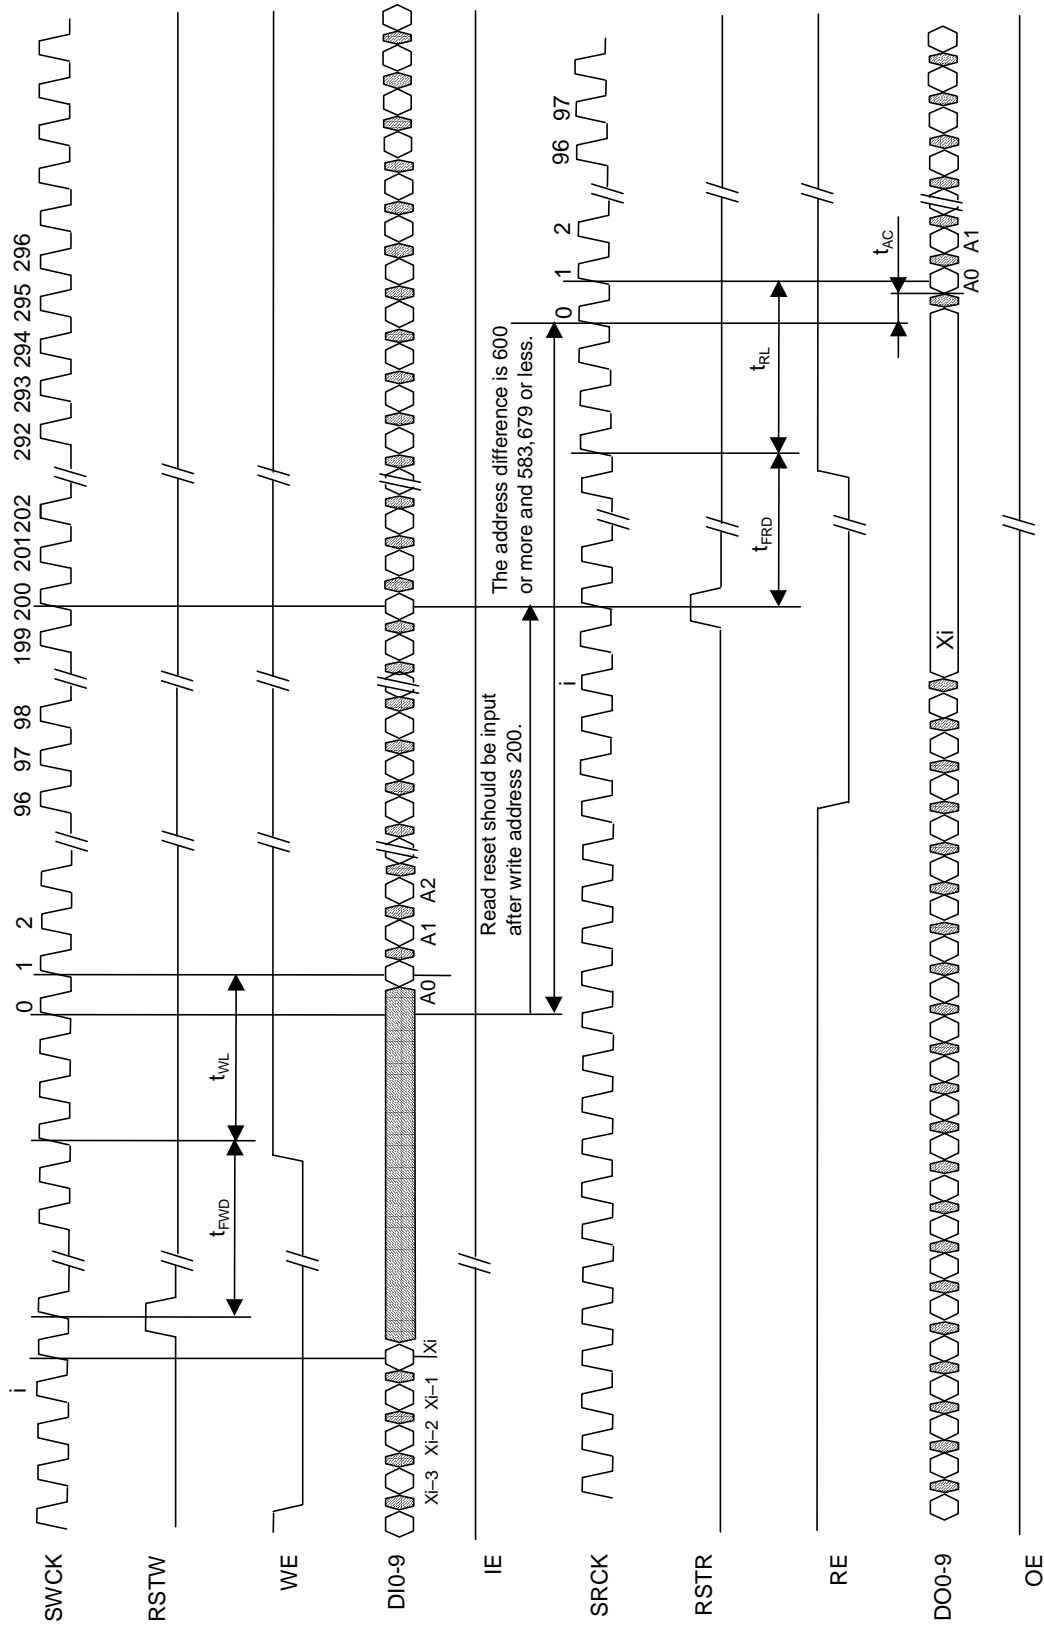 SWCK
i
0
1
2
96
97
98
199
200
201
202
292
293
294
295
296
RSTW
WE
tFWD
tWL
DI0-9
Xi–3
Xi–2
Xi–1
Xi
A0
A1
A2
IE
Read reset should be input
after write address 200.
The address difference is 600
or more and 583,679 or less.
SRCK
i
0
1
2
96
97
RSTR
tFRD
tRL
RE
tAC
DO0-9
Xi
A0
A1
OE